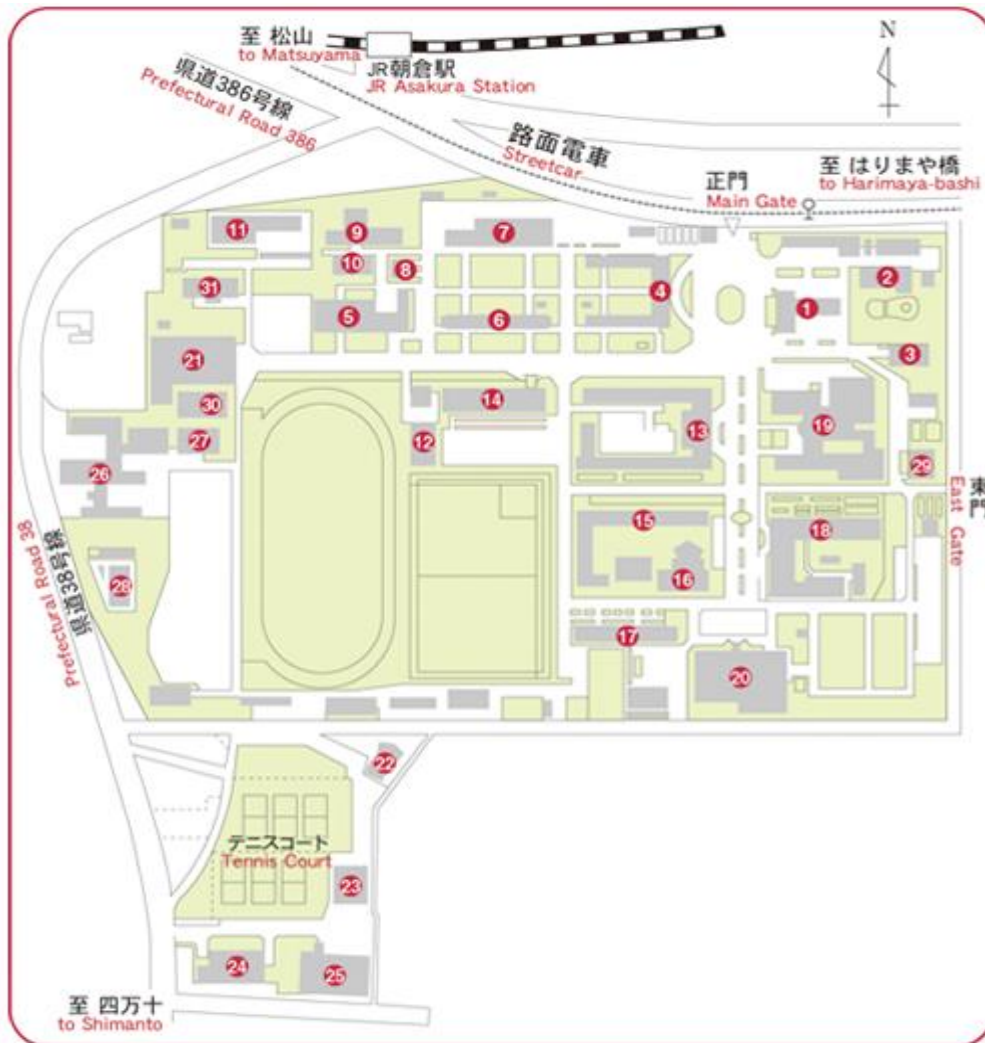 至 松山
to Matsuyama
JR朝倉駅
JR Asakura Station
県道386号線
Prefectural Road 386
路面電車
Streetcar
N
正門
Main Gate
至 はりまや橋
to Harimaya-bashi
11
9
7
10
8
4
2
31
1
5
6
3
21
30
14
12
13
19
27
26
29
東門
East Gate
15
18
16
28
県道38号線
Prefectural Road 38
17
20
22
テニスコート
Tennis Court
23
24
25
至 四万十
to Shimanto